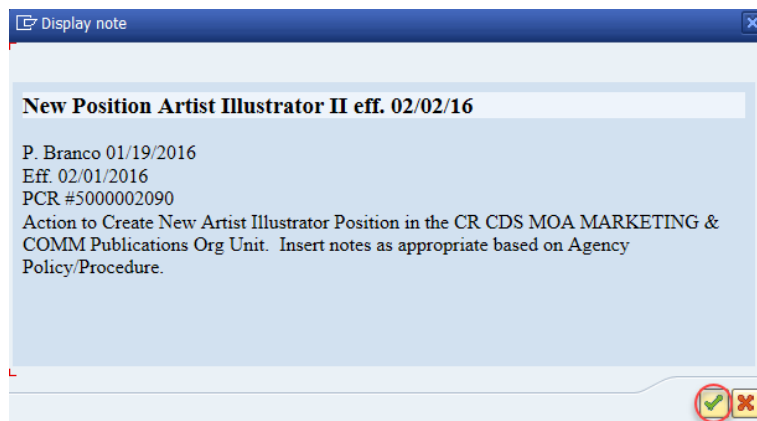 Display note
New Position Artist Illustrator II eff. 02/02/16
P. Branco 01/19/2016
Eff. 02/01/2016
PCR #5000002090
Action to Create New Artist Illustrator Position in the CR CDS MOA MARKETING &
COMM Publications Org Unit.  Insert notes as appropriate based on Agency
Policy/Procedure.